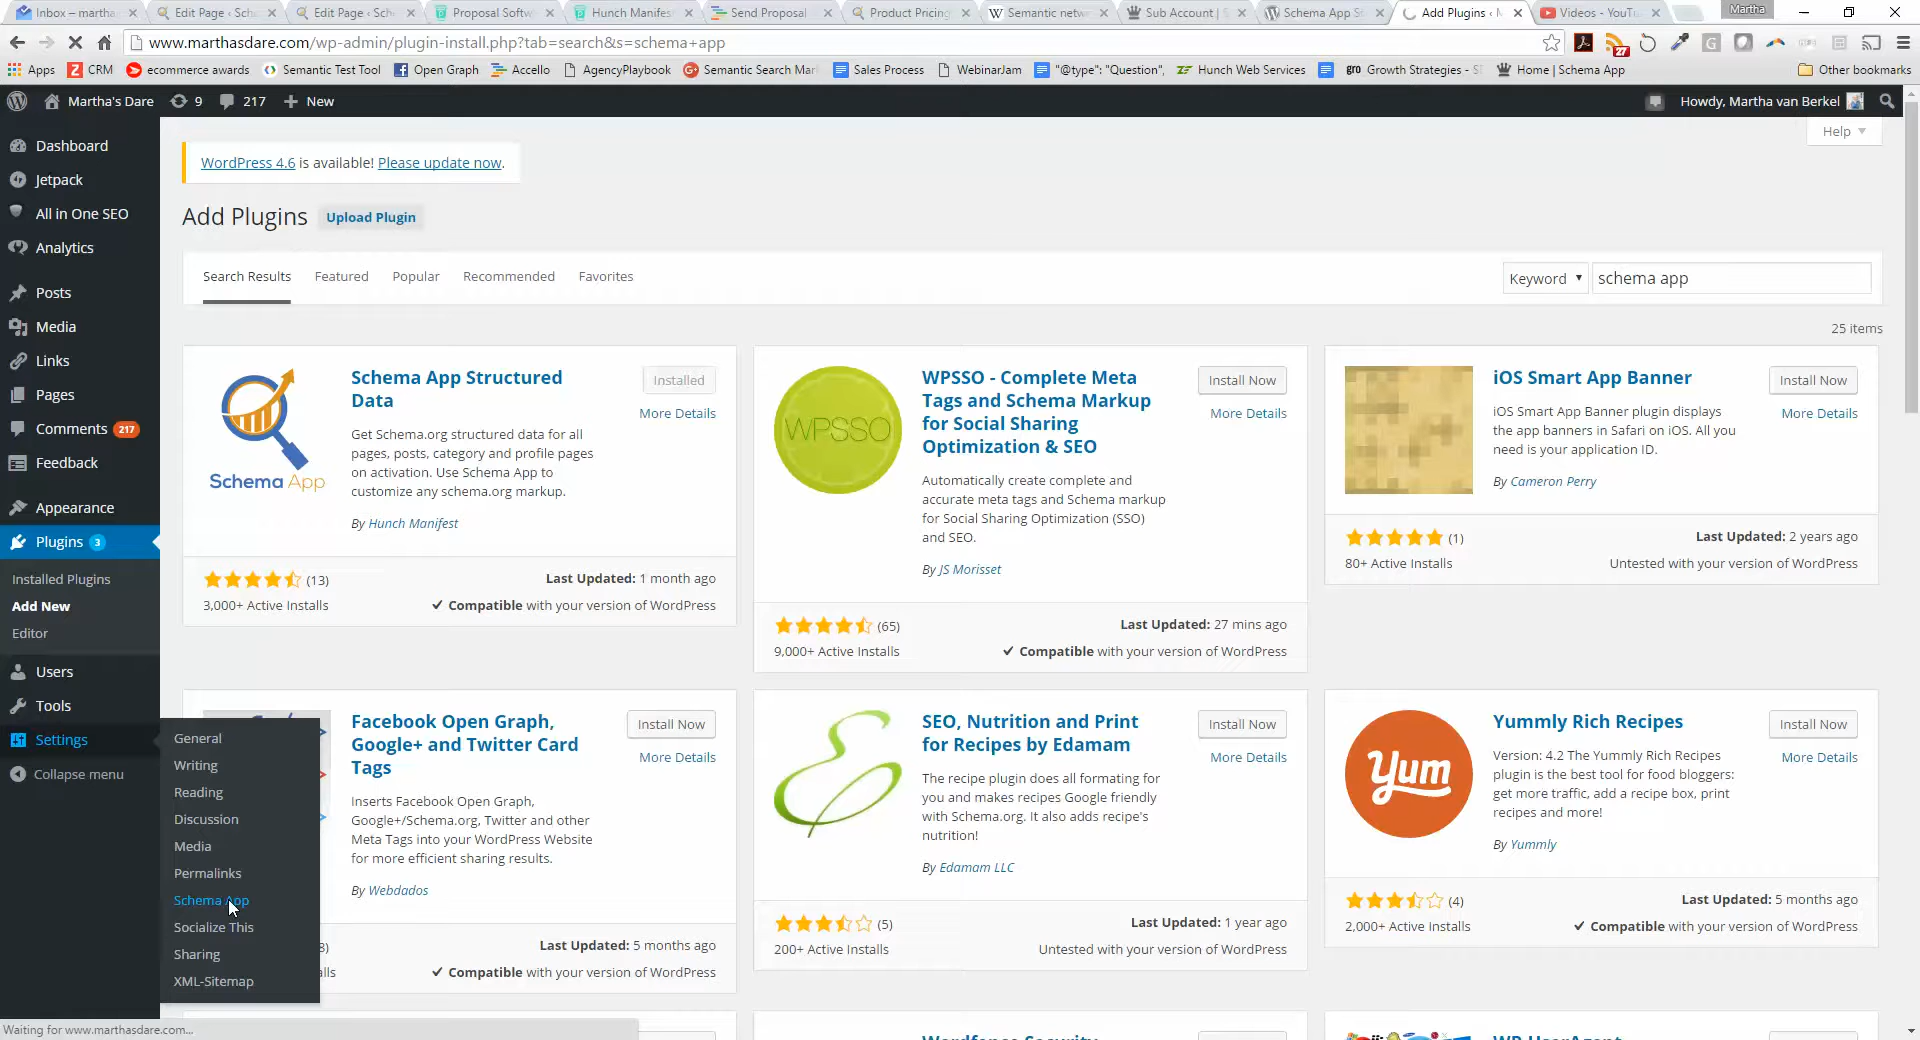 Inbox – martha
Edit Page ‹ Sch
Edit Page ‹ Sch
Proposal Softw
Hunch Manifes
Send Proposal
Product Pricing
Semantic netw
Sub Account | S
Schema App St
Add Plugins ‹ M
Videos - YouTu
Martha
www.marthasdare.com/wp-admin/plugin-install.php?tab=search&s=schema+app
27
Apps
CRM
ecommerce awards
Semantic Test Tool
Open Graph
Accello
AgencyPlaybook
Semantic Search Mar
Sales Process
WebinarJam
"@type": "Question",
Hunch Web Services
gro Growth Strategies - S
Home | Schema App
Other bookmarks
Martha's Dare
9
217
New
Howdy, Martha van Berkel
Help
Dashboard
Jetpack
All in One SEO
Analytics
Posts
Media
Links
Pages
Comments 217
Feedback
Appearance
Plugins 3
Installed Plugins
Add New
Editor
Users
Tools
Settings
Collapse menu
General
Writing
Reading
Discussion
Media
Permalinks
Schema App
Socialize This
Sharing
XML-Sitemap
WordPress 4.6 is available! Please update now.
Add Plugins
Upload Plugin
Search Results
Featured
Popular
Recommended
Favorites
Keyword
schema app
25 items
Schema App
Schema App Structured
Data
Installed
More Details
Get Schema.org structured data for all
pages, posts, category and profile pages
on activation. Use Schema App to
customize any schema.org markup.
By Hunch Manifest
(13)
3,000+ Active Installs
Last Updated: 1 month ago
Compatible with your version of WordPress
WPSSO
WPSSO - Complete Meta
Tags and Schema Markup
for Social Sharing
Optimization & SEO
Install Now
More Details
Automatically create complete and
accurate meta tags and Schema markup
for Social Sharing Optimization (SSO)
and SEO.
By JS Morisset
(65)
9,000+ Active Installs
Last Updated: 27 mins ago
Compatible with your version of WordPress
iOS Smart App Banner
Install Now
More Details
iOS Smart App Banner plugin displays
the app banners in Safari on iOS. All you
need is your application ID.
By Cameron Perry
(1)
80+ Active Installs
Last Updated: 2 years ago
Untested with your version of WordPress
Facebook Open Graph,
Google+ and Twitter Card
Tags
Install Now
More Details
Inserts Facebook Open Graph,
Google+/Schema.org, Twitter and other
Meta Tags into your WordPress Website
for more efficient sharing results.
By Webdados
Last Updated: 5 months ago
Compatible with your version of WordPress
SEO, Nutrition and Print
for Recipes by Edamam
Install Now
More Details
The recipe plugin does all formating for
you and makes recipes Google friendly
with Schema.org. It also adds recipe's
nutrition!
By Edamam LLC
(5)
200+ Active Installs
Last Updated: 1 year ago
Untested with your version of WordPress
Yum
Yummly Rich Recipes
Install Now
More Details
Version: 4.2 The Yummly Rich Recipes
plugin is the best tool for food bloggers:
get more traffic, add a recipe box, print
recipes and more!
By Yummly
(4)
2,000+ Active Installs
Last Updated: 5 months ago
Compatible with your version of WordPress
Wordfence Security
WP UserAgent
Waiting for www.marthasdare.com...